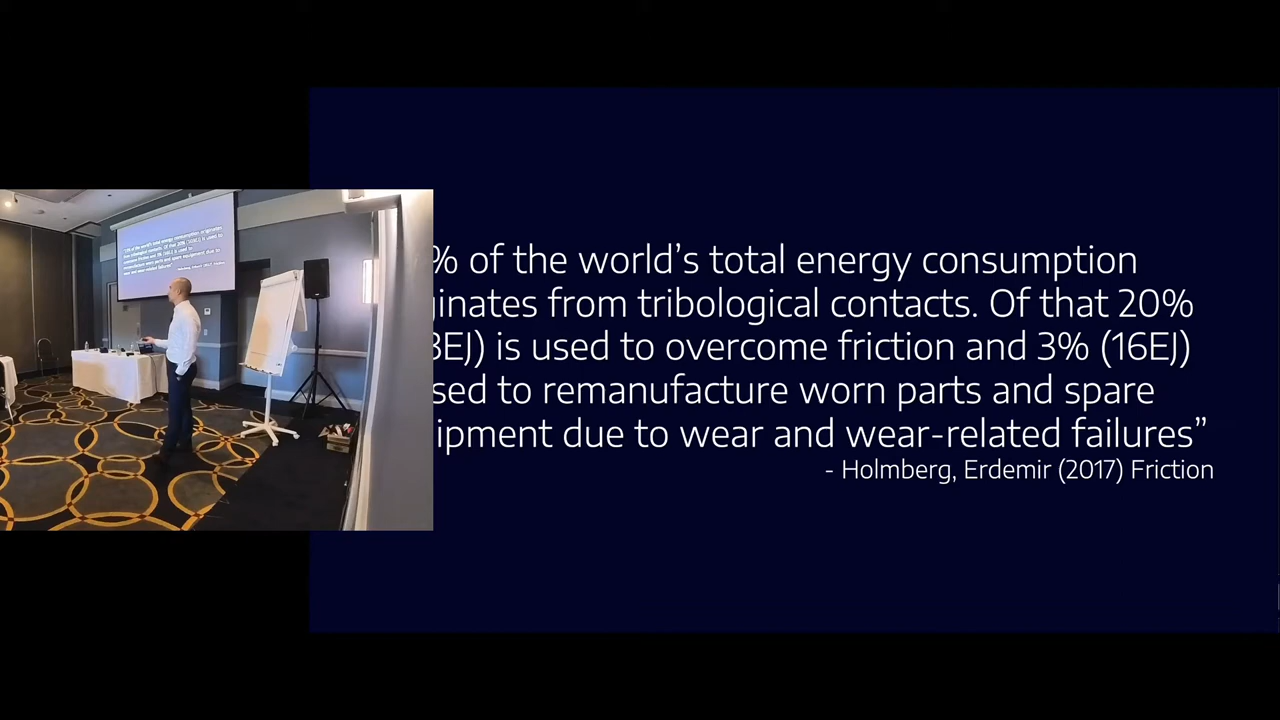 % of the world’s total energy consumption
ginates from tribological contacts. Of that 20%
3EJ) is used to overcome friction and 3% (16EJ)
sed to remanufacture worn parts and spare
ipment due to wear and wear-related failures”
- Holmberg, Erdemir (2017) Friction